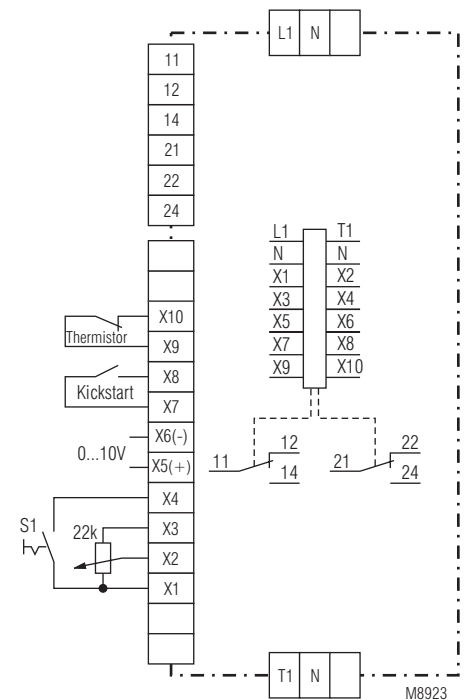 L1 N
11
12
14
21
22
24
L1 T1
N N
X1 X2
X3 X4
X5 X6
X7 X8
X9 X10
X10
Thermistor
X9
X8
Kickstart
X7
X6(-)
0...10V
X5(+)
12
11
14
22
21
24
X4
S1
22k
X3
X2
X1
T1 N
M8923